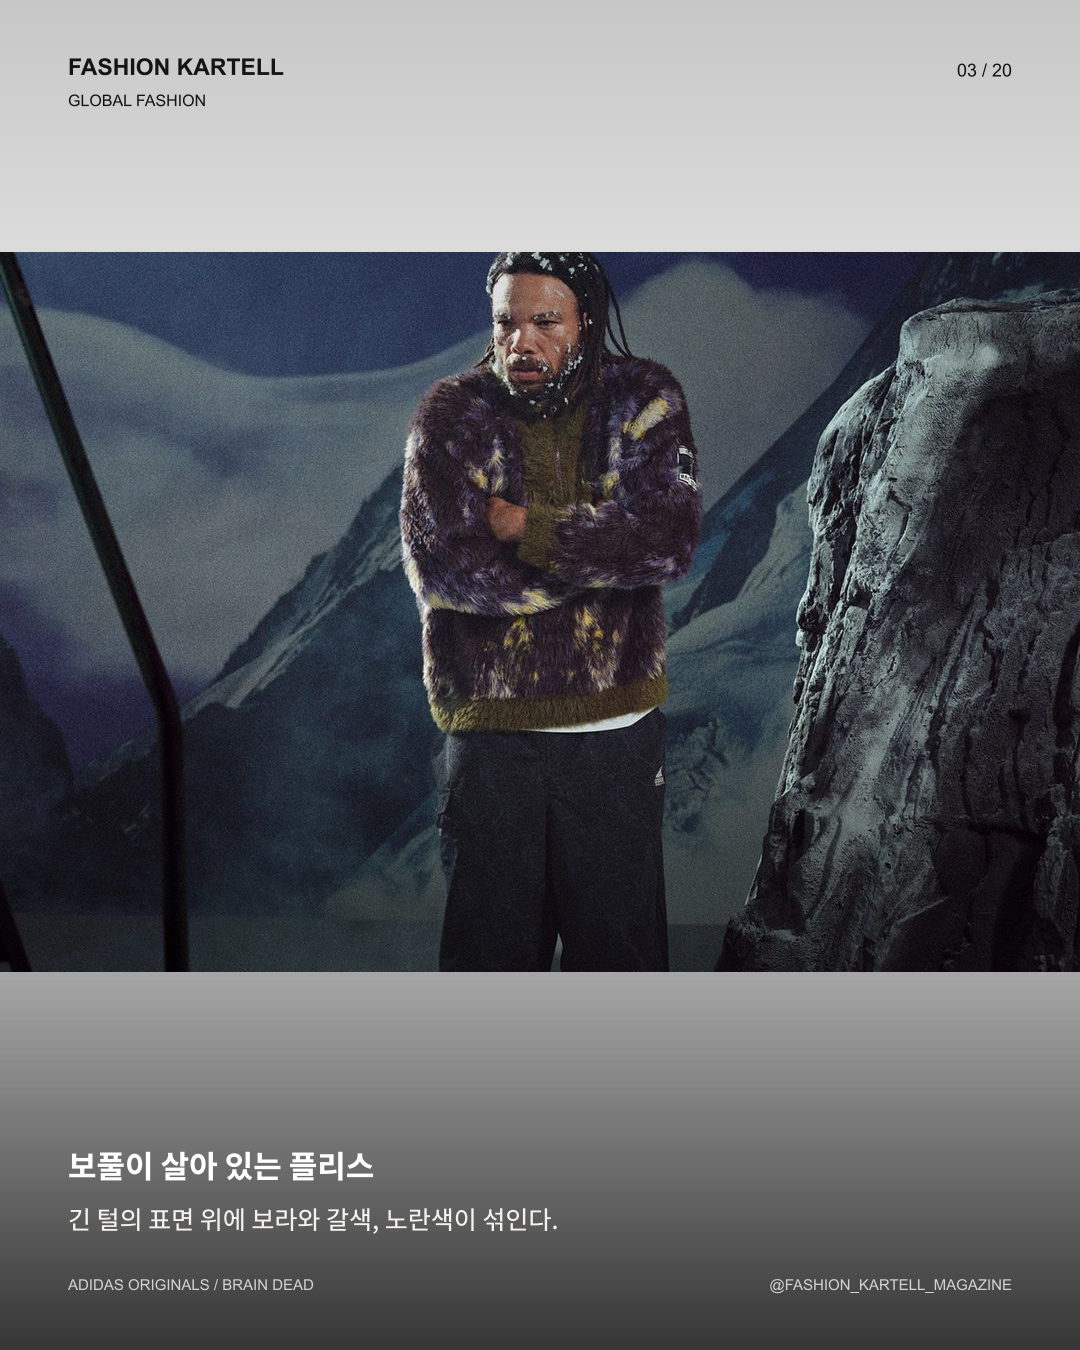 FASHION KARTELL
GLOBAL FASHION
03 / 20
보풀이 살아 있는 플리스
긴 털의 표면 위에 보라와 갈색, 노란색이 섞인다.
ADIDAS ORIGINALS / BRAIN DEAD
@FASHION_KARTELL_MAGAZINE